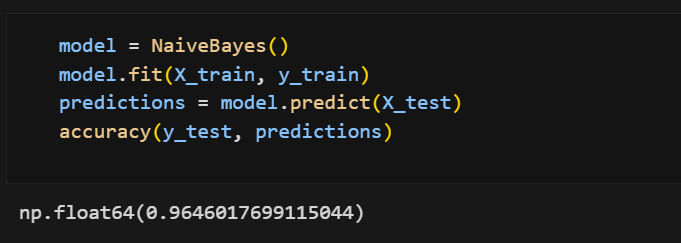 model = NaiveBayes()
model.fit(X_train, y_train)
predictions = model.predict(X_test)
accuracy(y_test, predictions)
np.float64(0.9646017699115044)